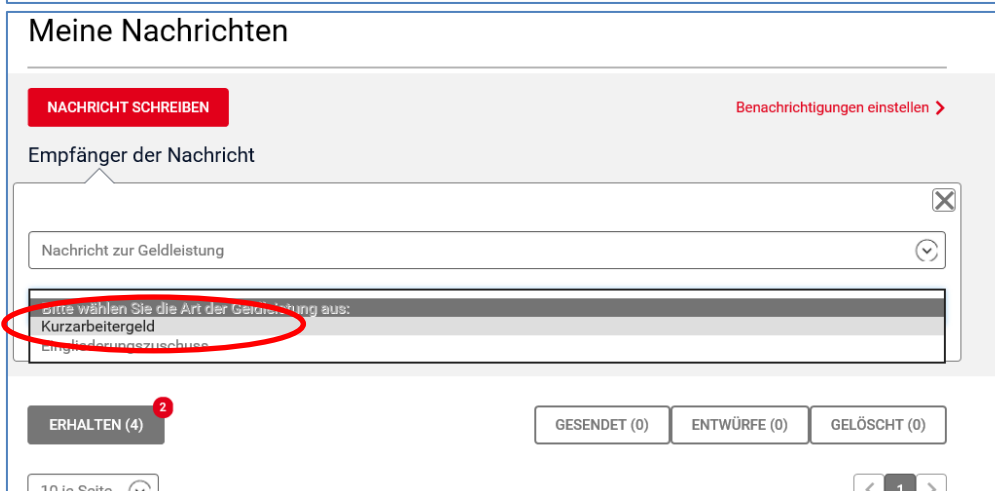 Meine Nachrichten
NACHRICHT SCHREIBEN
Benachrichtigungen einstellen
Empfänger der Nachricht
Nachricht zur Geldleistung
Bitte wählen Sie die Art der Geldleistung aus:
Kurzarbeitergeld
Eingliederungszuschuss
2
ERHALTEN (4) GESENDET (0) ENTWÜRFE (0) GELÖSCHT (0)
10 je Seite 1